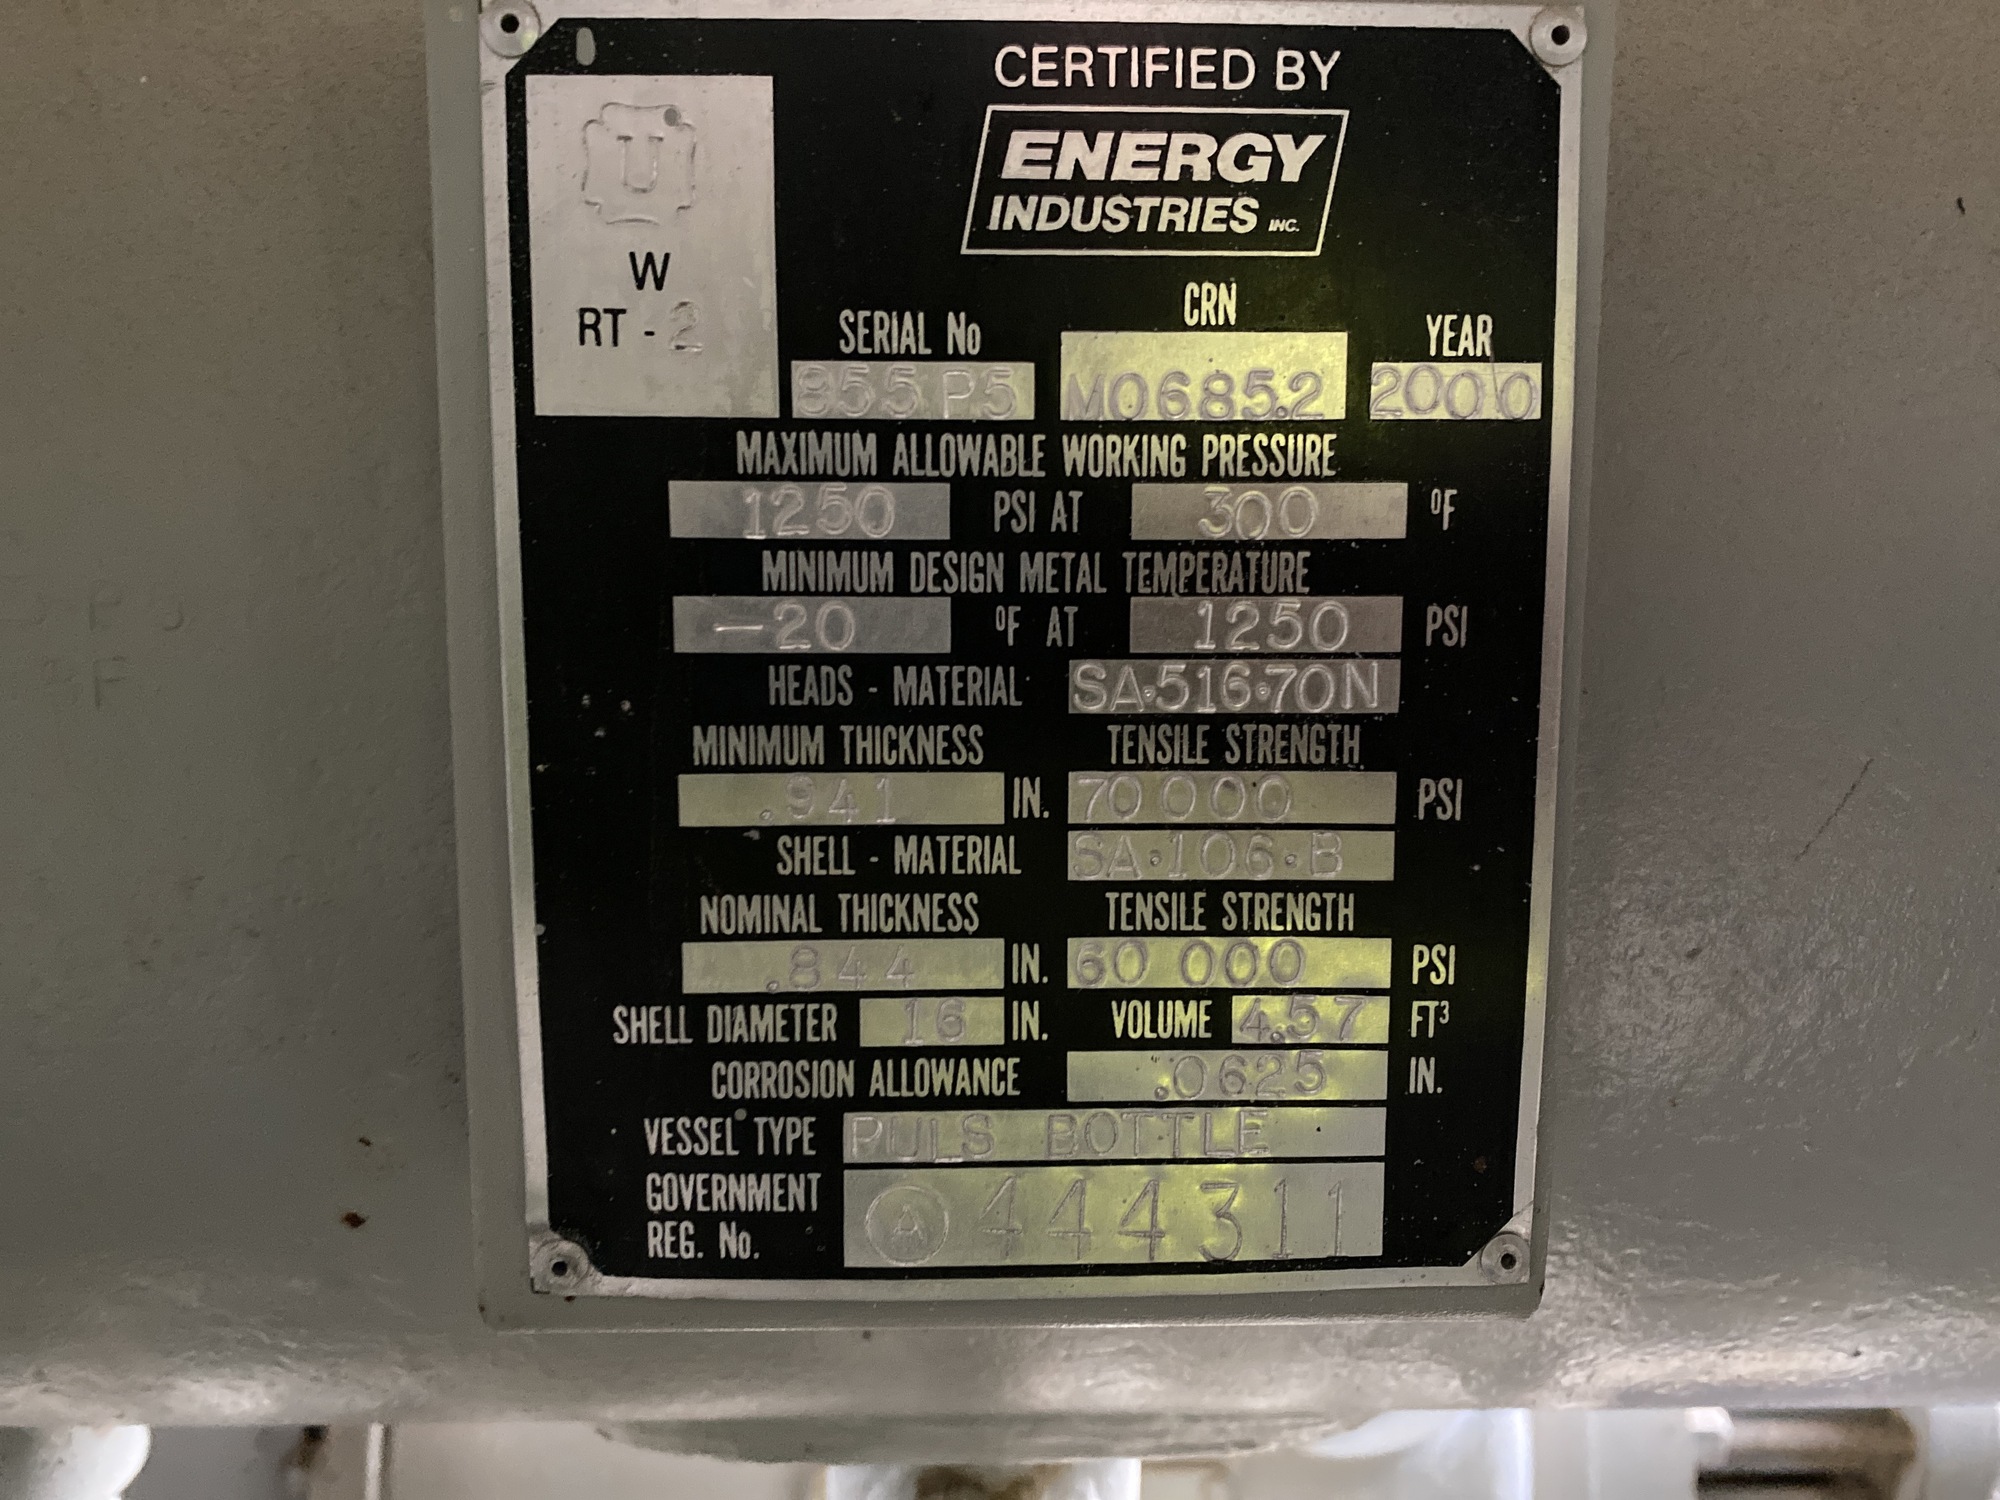 CERTIFIED BY
ENERGY
INDUSTRIES INC.
U
W
RT - 2
SERIAL No CRN YEAR
855P5 M0685.2 2000
MAXIMUM ALLOWABLE WORKING PRESSURE
1250 PSI AT 300 ºF
MINIMUM DESIGN METAL TEMPERATURE
-20 ºF AT 1250 PSI
HEADS - MATERIAL SA·516·70N
MINIMUM THICKNESS TENSILE STRENGTH
.941 IN. 70 000 PSI
SHELL - MATERIAL SA·106·B
NOMINAL THICKNESS TENSILE STRENGTH
.844 IN. 60 000 PSI
SHELL DIAMETER 16 IN. VOLUME 4.57 FT³
CORROSION ALLOWANCE .0625 IN.
VESSEL TYPE PULS BOTTLE
GOVERNMENT
REG. No. A 444311